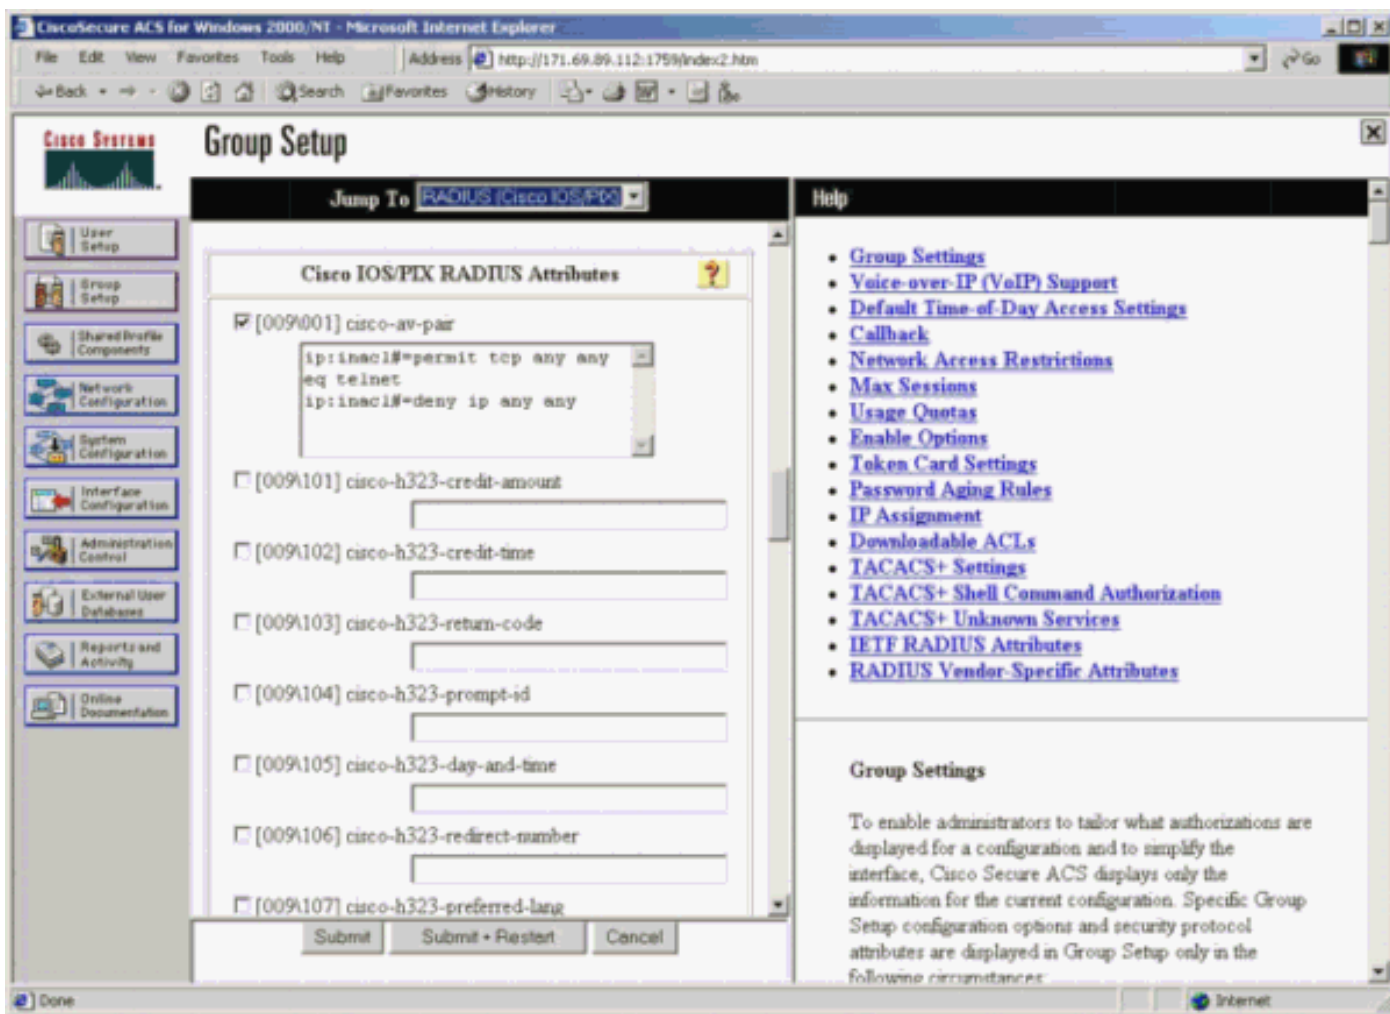 CiscoSecure ACS for Windows 2000/NT - Microsoft Internet Explorer
File Edit View Favorites Tools Help Address http://171.69.89.112:1759/index2.htm Go
Back Search Favorites History
CISCO SYSTEMS
Group Setup
Jump To RADIUS (Cisco IOS/PIX)
User Setup
Group Setup
Shared Profile Components
Network Configuration
System Configuration
Interface Configuration
Administration Control
External User Databases
Reports and Activity
Online Documentation
Cisco IOS/PIX RADIUS Attributes
?
[009\001] cisco-av-pair
ip:inacl#=permit tcp any any
eq telnet
ip:inacl#=deny ip any any
[009\101] cisco-h323-credit-amount
[009\102] cisco-h323-credit-time
[009\103] cisco-h323-return-code
[009\104] cisco-h323-prompt-id
[009\105] cisco-h323-day-and-time
[009\106] cisco-h323-redirect-number
[009\107] cisco-h323-preferred-lang
Submit Submit + Restart Cancel
Help
Group Settings
Voice-over-IP (VoIP) Support
Default Time-of-Day Access Settings
Callback
Network Access Restrictions
Max Sessions
Usage Quotas
Enable Options
Token Card Settings
Password Aging Rules
IP Assignment
Downloadable ACLs
TACACS+ Settings
TACACS+ Shell Command Authorization
TACACS+ Unknown Services
IETF RADIUS Attributes
RADIUS Vendor-Specific Attributes
Group Settings
To enable administrators to tailor what authorizations are
displayed for a configuration and to simplify the
interface, Cisco Secure ACS displays only the
information for the current configuration. Specific Group
Setup configuration options and security protocol
attributes are displayed in Group Setup only in the
following circumstances:
Done
Internet